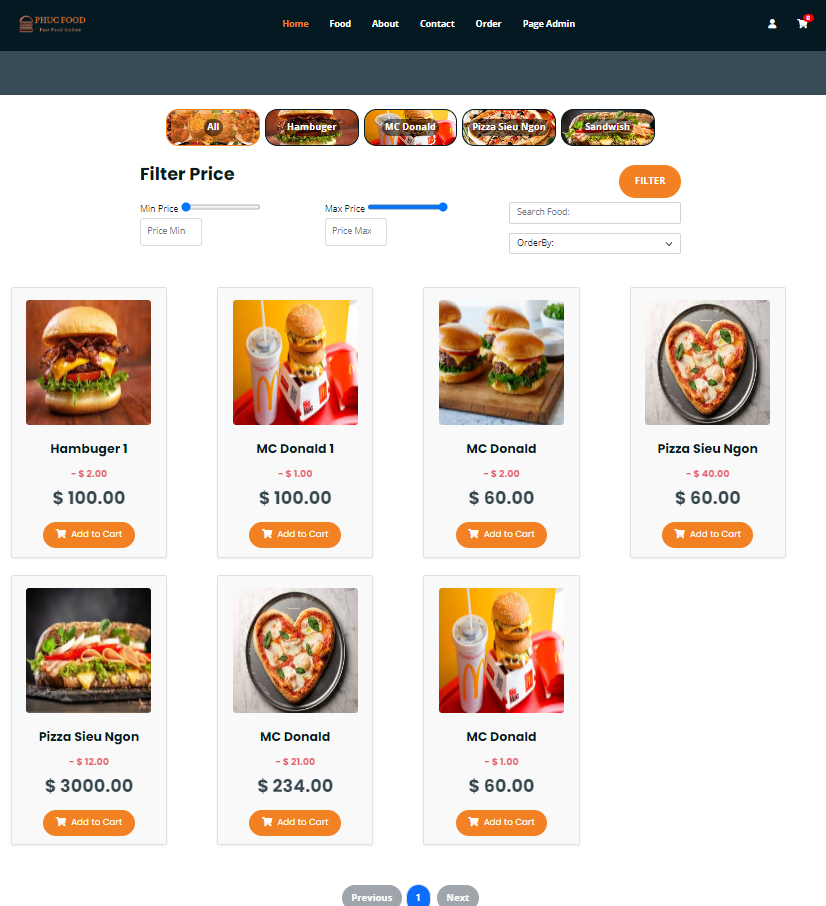 PHUC FOOD
Fast Food Online
Home Food About Contact Order Page Admin
0
All Hambuger MC Donald Pizza Sieu Ngon Sandwish
Filter Price
FILTER
Min Price
Max Price
Search Food:
Price Min
Price Max
OrderBy:
Hambuger 1
- $ 2.00
$ 100.00
Add to Cart
MC Donald 1
- $ 1.00
$ 100.00
Add to Cart
MC Donald
- $ 2.00
$ 60.00
Add to Cart
Pizza Sieu Ngon
- $ 40.00
$ 60.00
Add to Cart
Pizza Sieu Ngon
- $ 12.00
$ 3000.00
Add to Cart
MC Donald
- $ 21.00
$ 234.00
Add to Cart
MC Donald
- $ 1.00
$ 60.00
Add to Cart
Previous 1 Next